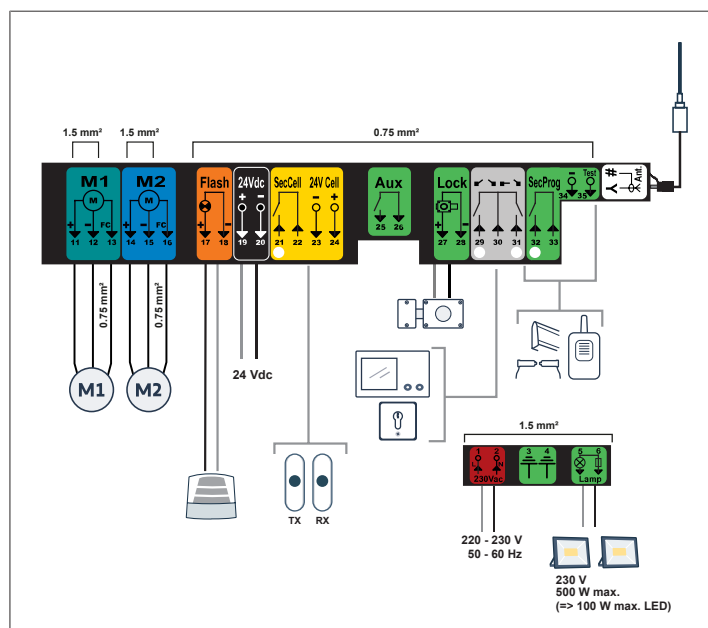 1.5 mm² 1.5 mm² 0.75 mm²
M1 M2 Flash 24Vdc SecCell 24V Cell Aux Lock SecProg - Test # Ant.
34 35
M M
+ - FC + - FC + - + - - + + -
25 26
11 12 13 14 15 16 17 18 19 20 21 22 23 24 27 28 29 30 31 32 33
0.75 mm² 0.75 mm²
M1 M2
24 Vdc
TX RX
1.5 mm²
1 2 3 4 5 6
L N
230Vac Lamp
220 - 230 V
50 - 60 Hz
230 V
500 W max.
(=> 100 W max. LED)